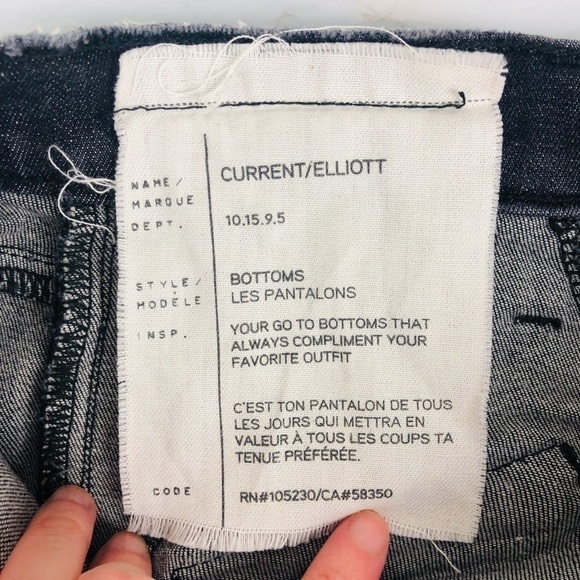 NAME/ CURRENT/ELLIOTT
MARQUE
DEPT. 10.15.9.5
STYLE/ BOTTOMS
MODÈLE LES PANTALONS
INSP. YOUR GO TO BOTTOMS THAT
ALWAYS COMPLIMENT YOUR
FAVORITE OUTFIT
C'EST TON PANTALON DE TOUS
LES JOURS QUI METTRA EN
VALEUR À TOUS LES COUPS TA
TENUE PRÉFÉRÉE.
CODE RN#105230/CA#58350